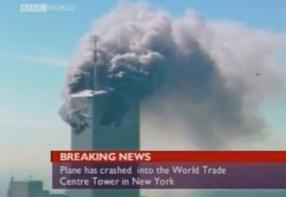 BBC WORLD
BREAKING NEWS
Plane has crashed into the World Trade
Centre Tower in New York